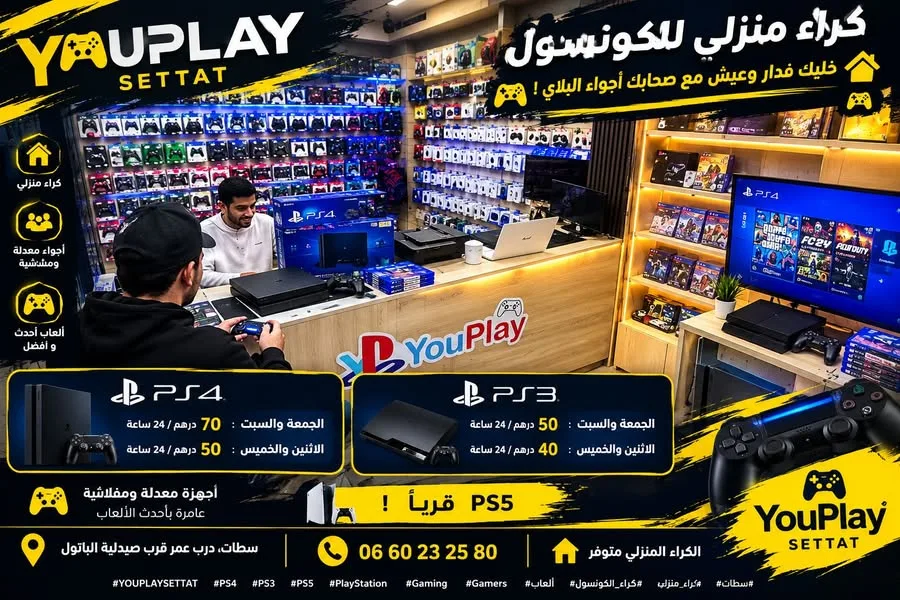 YOUPLAY
SETTAT
كراء منزلي للكونسول
خليك فدار وعيش مع صحابك أجواء البلاي !
كراء منزلي
أجواء معدلة
ومشبية
ألعاب أحدث
و أفضل
PS4
PS4
FC24
YouPlay
PS4
الجمعة والسبت : 70 درهم / 24 ساعة
الاثنين والخميس : 50 درهم / 24 ساعة
PS3
الجمعة والسبت : 50 درهم / 24 ساعة
الاثنين والخميس : 40 درهم / 24 ساعة
أجهزة معدلة ومفلاشية
عامرة بأحدث الألعاب
PS5 قريباً !
YouPlay
SETTAT
سطات، درب عمر قرب صيدلية الباتول
06 60 23 25 80
الكراء المنزلي متوفر
#YOUPLAYSETTAT #PS4 #PS3 #PS5 #PlayStation #Gaming #Gamers #ألعاب #كراء_الكونسول #كراء_منزلي #سطات